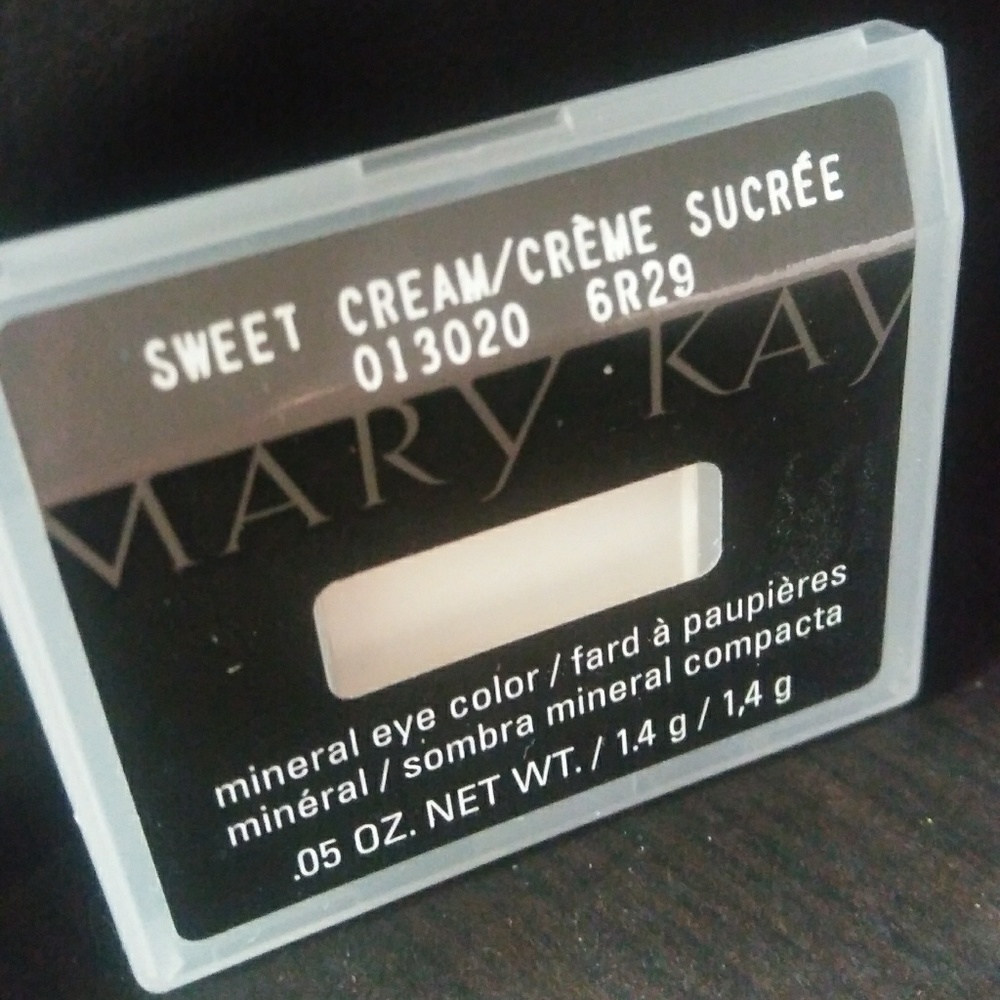 SWEET CREAM/CRÈME SUCRÉE
013020 6R29
MARY KAY
mineral eye color / fard à paupières
minéral / sombra mineral compacta
.05 OZ. NET WT. / 1.4 g / 1,4 g